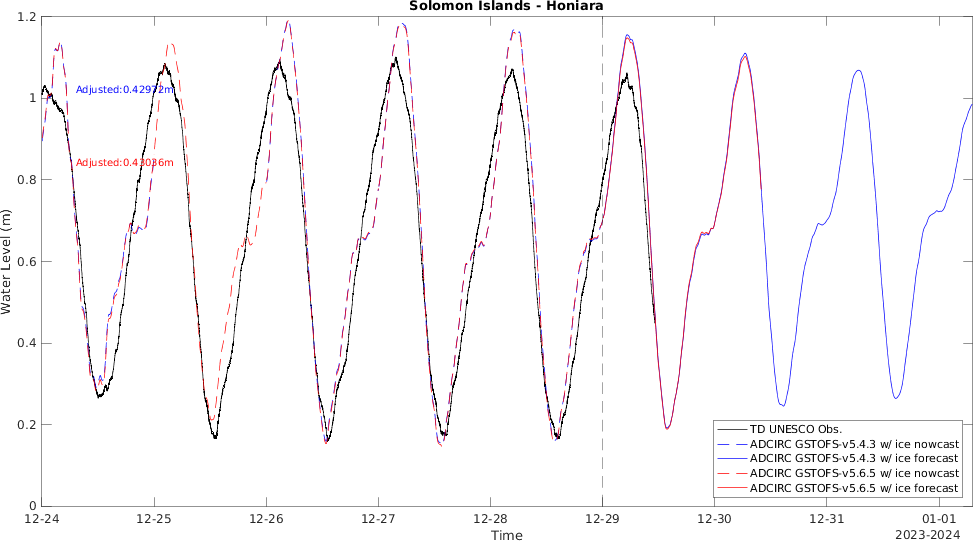 Solomon Islands - Honiara
1.2
1
0.8
0.6
0.4
0.2
0
Water Level (m)
Adjusted:0.42972m
Adjusted:0.43036m
TD UNESCO Obs.
ADCIRC GSTOFS-v5.4.3 w/ ice nowcast
ADCIRC GSTOFS-v5.4.3 w/ ice forecast
ADCIRC GSTOFS-v5.6.5 w/ ice nowcast
ADCIRC GSTOFS-v5.6.5 w/ ice forecast
12-24 12-25 12-26 12-27 12-28 12-29 12-30 12-31 01-01
Time
2023-2024